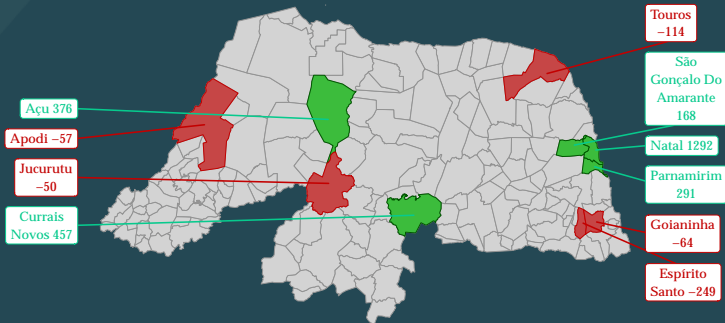 Touros
−114
São
Gonçalo Do
Amarante
168
Açu 376
Apodi −57
Natal 1292
Jucurutu
−50
Parnamirim
291
Currais
Novos 457
Goianinha
−64
Espírito
Santo −249